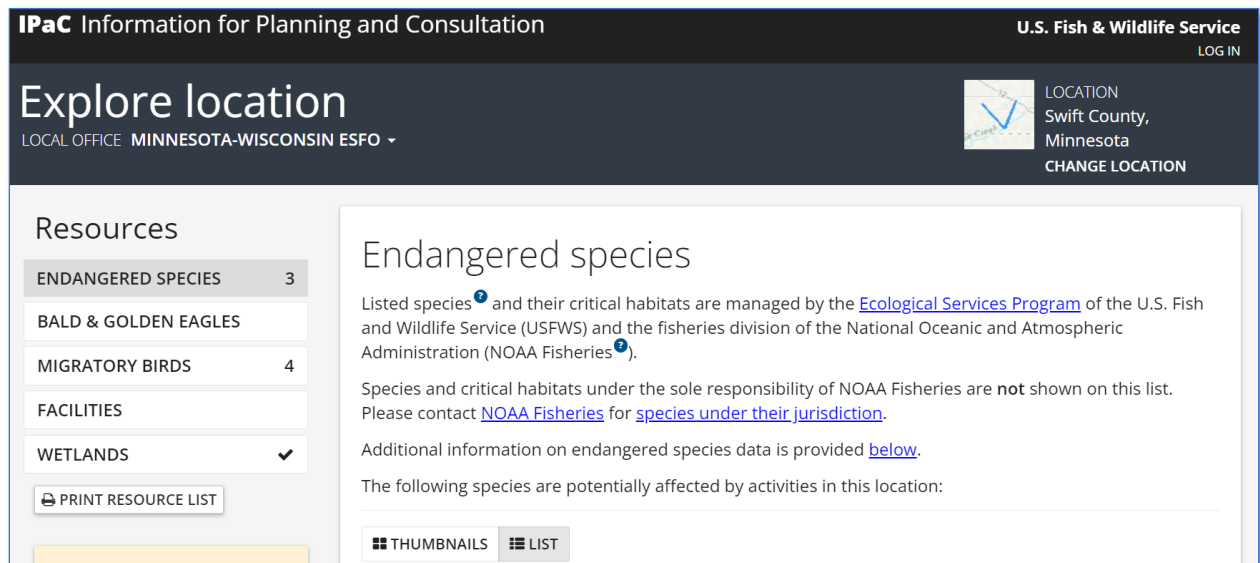 IPaC Information for Planning and Consultation
U.S. Fish & Wildlife Service
LOG IN
Explore location
LOCAL OFFICE MINNESOTA-WISCONSIN ESFO
LOCATION
Swift County,
Minnesota
CHANGE LOCATION
Resources
ENDANGERED SPECIES 3
BALD & GOLDEN EAGLES
MIGRATORY BIRDS 4
FACILITIES
WETLANDS
PRINT RESOURCE LIST
Endangered species
Listed species ? and their critical habitats are managed by the Ecological Services Program of the U.S. Fish
and Wildlife Service (USFWS) and the fisheries division of the National Oceanic and Atmospheric
Administration (NOAA Fisheries ?).
Species and critical habitats under the sole responsibility of NOAA Fisheries are not shown on this list.
Please contact NOAA Fisheries for species under their jurisdiction.
Additional information on endangered species data is provided below.
The following species are potentially affected by activities in this location:
THUMBNAILS LIST